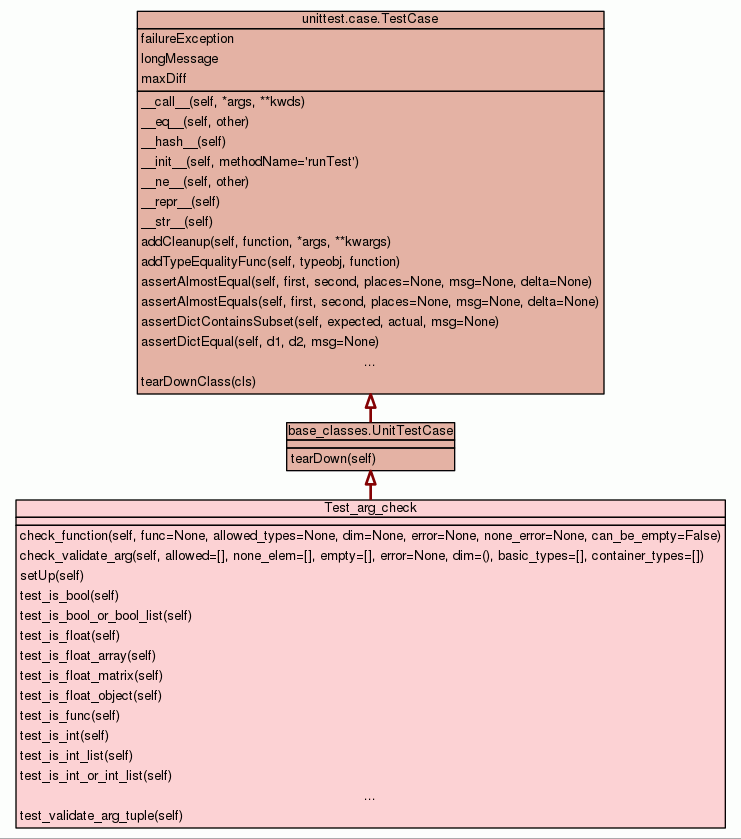 unittest.case.TestCase
failureException
longMessage
maxDiff
__call__(self, *args, **kwds)
__eq__(self, other)
__hash__(self)
__init__(self, methodName='runTest')
__ne__(self, other)
__repr__(self)
__str__(self)
addCleanup(self, function, *args, **kwargs)
addTypeEqualityFunc(self, typeobj, function)
assertAlmostEqual(self, first, second, places=None, msg=None, delta=None)
assertAlmostEquals(self, first, second, places=None, msg=None, delta=None)
assertDictContainsSubset(self, expected, actual, msg=None)
assertDictEqual(self, d1, d2, msg=None)
...
tearDownClass(cls)
base_classes.UnitTestCase
tearDown(self)
Test_arg_check
check_function(self, func=None, allowed_types=None, dim=None, error=None, none_error=None, can_be_empty=False)
check_validate_arg(self, allowed=[], none_elem=[], empty=[], error=None, dim=(), basic_types=[], container_types=[])
setUp(self)
test_is_bool(self)
test_is_bool_or_bool_list(self)
test_is_float(self)
test_is_float_array(self)
test_is_float_matrix(self)
test_is_float_object(self)
test_is_func(self)
test_is_int(self)
test_is_int_list(self)
test_is_int_or_int_list(self)
...
test_validate_arg_tuple(self)